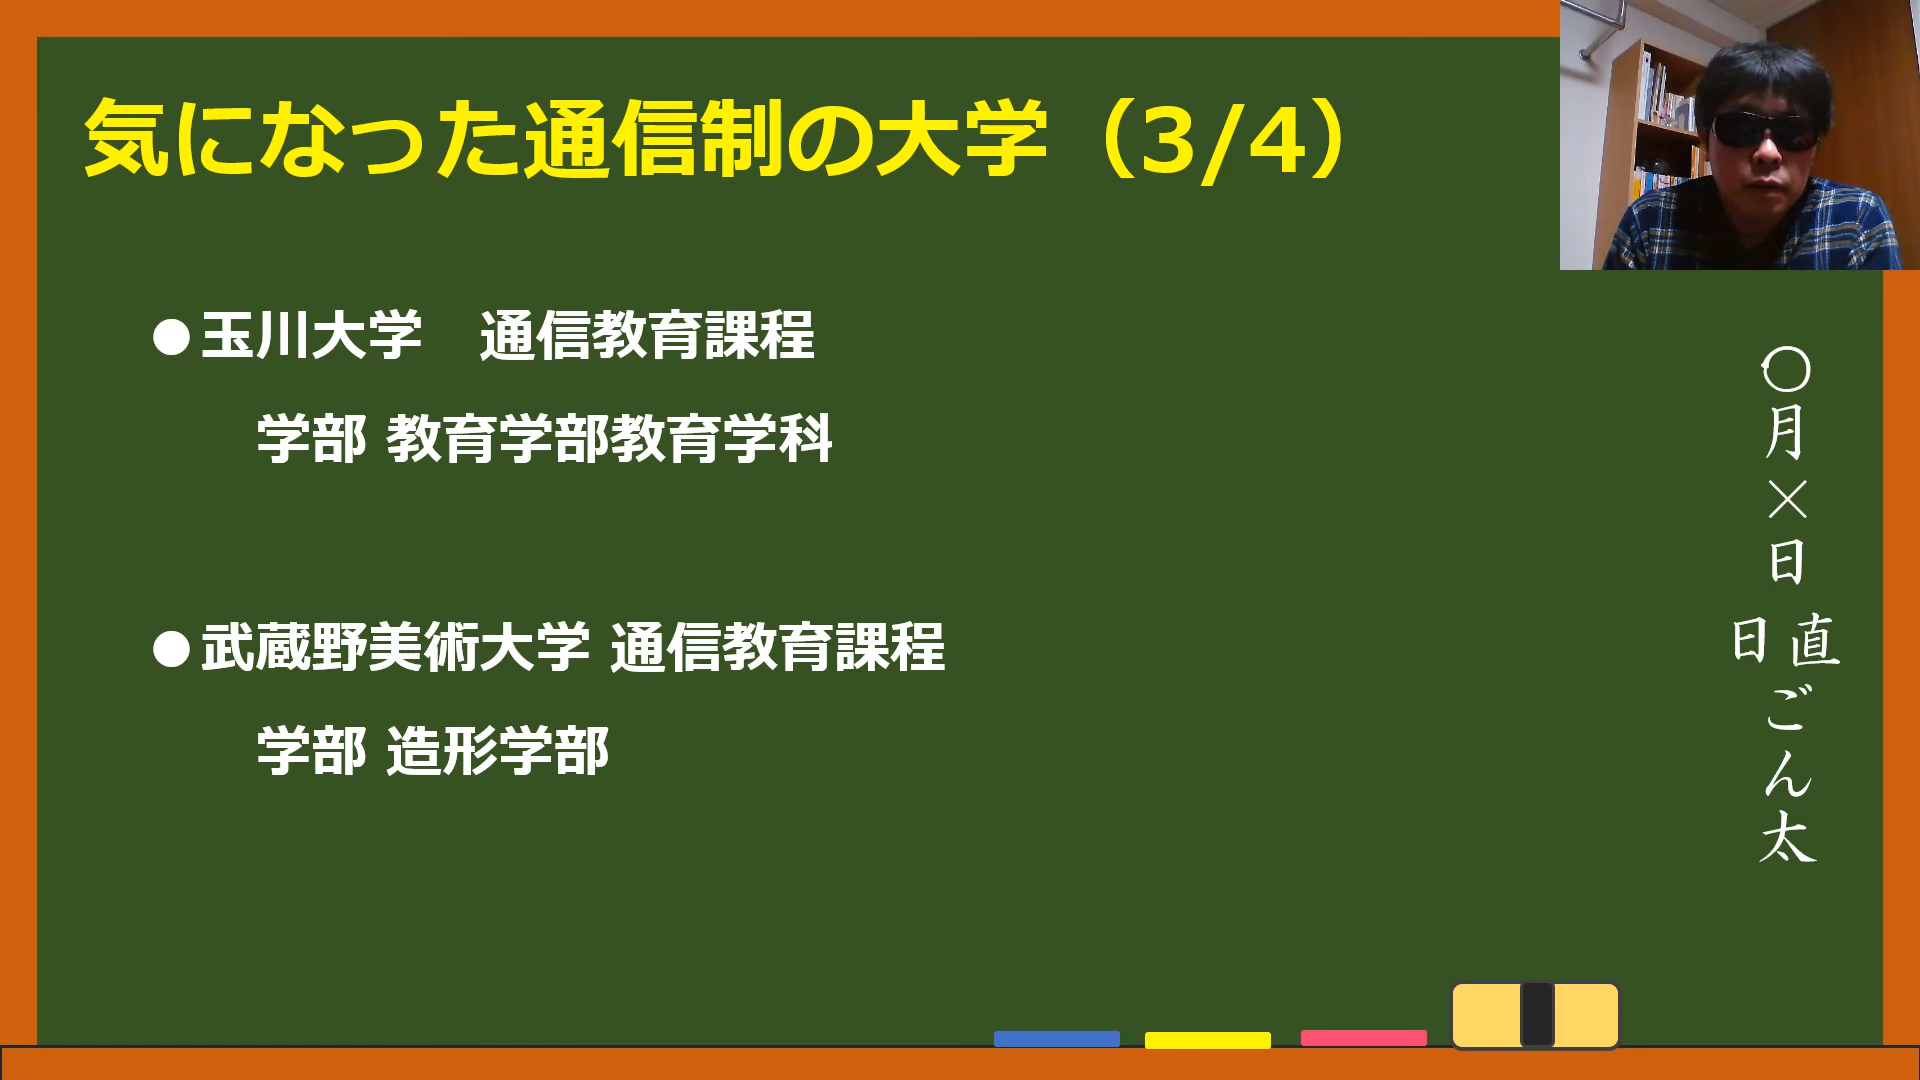 気になった通信制の大学（3/4）
●玉川大学　通信教育課程
学部 教育学部教育学科
●武蔵野美術大学 通信教育課程
学部 造形学部
〇月×日
日直
ごん太